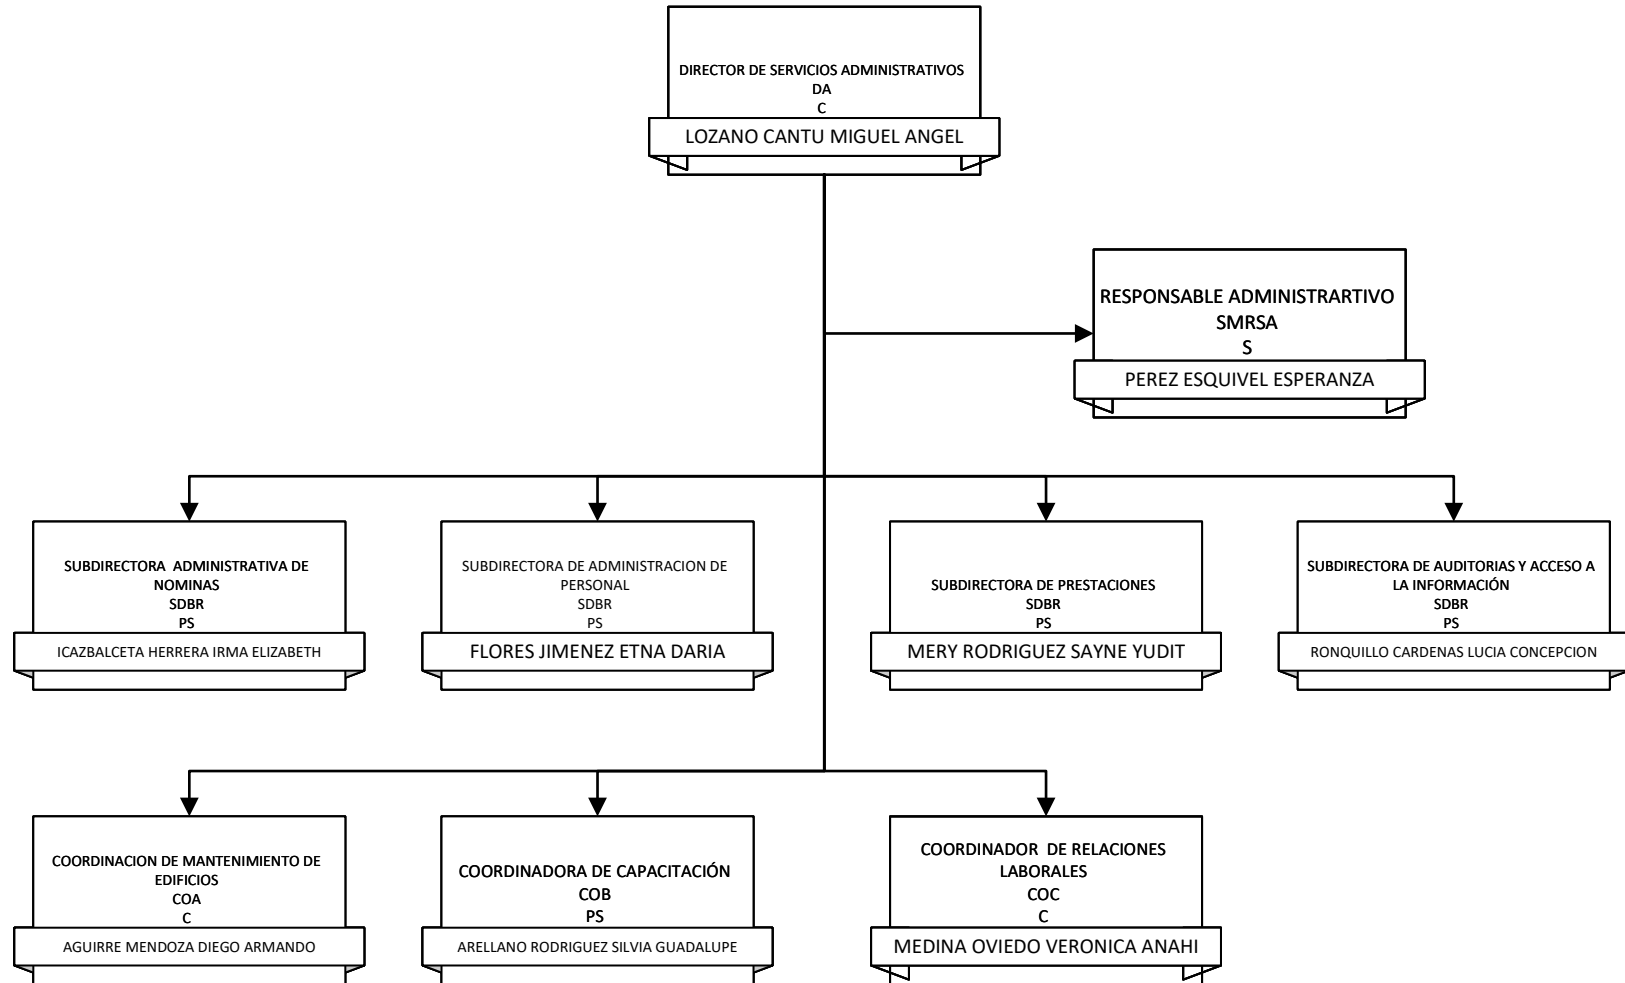 DIRECTOR DE SERVICIOS ADMINISTRATIVOS
DA
C
LOZANO CANTU MIGUEL ANGEL
RESPONSABLE ADMINISTRARTIVO
SMRSA
S
PEREZ ESQUIVEL ESPERANZA
SUBDIRECTORA ADMINISTRATIVA DE
NOMINAS
SDBR
PS
ICAZBALCETA HERRERA IRMA ELIZABETH
SUBDIRECTORA DE ADMINISTRACION DE
PERSONAL
SDBR
PS
FLORES JIMENEZ ETNA DARIA
SUBDIRECTORA DE PRESTACIONES
SDBR
PS
MERY RODRIGUEZ SAYNE YUDIT
SUBDIRECTORA DE AUDITORIAS Y ACCESO A
LA INFORMACIÓN
SDBR
PS
RONQUILLO CARDENAS LUCIA CONCEPCION
COORDINACION DE MANTENIMIENTO DE
EDIFICIOS
COA
C
AGUIRRE MENDOZA DIEGO ARMANDO
COORDINADORA DE CAPACITACIÓN
COB
PS
ARELLANO RODRIGUEZ SILVIA GUADALUPE
COORDINADOR DE RELACIONES
LABORALES
COC
C
MEDINA OVIEDO VERONICA ANAHI